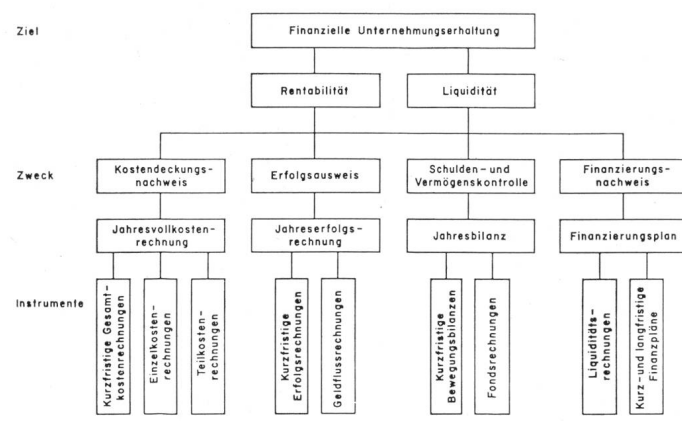 Ziel
Finanzielle Unternehmungserhaltung
Rentabilität
Liquidität
Zweck
Kostendeckungs-
nachweis
Erfolgsausweis
Schulden- und
Vermögenskontrolle
Finanzierungs-
nachweis
Jahresvollkosten-
rechnung
Jahreserfolgs-
rechnung
Jahresbilanz
Finanzierungsplan
Instrumente
Kurzfristige Gesamt-
kostenrechnungen
Einzelkosten-
rechnungen
Teilkosten-
rechnungen
Kurzfristige
Erfolgsrechnungen
Geldflussrechnungen
Kurzfristige
Bewegungsbilanzen
Fondsrechnungen
Liquiditäts-
rechnungen
Kurz- und langfristige
Finanzpläne